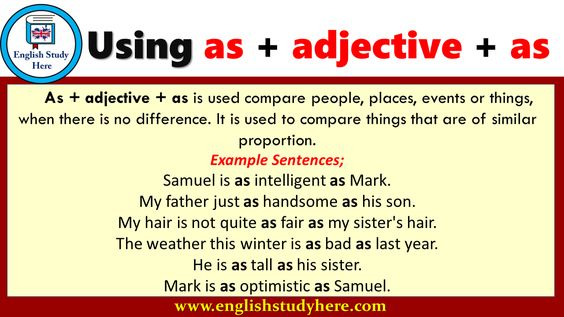 English Study
Here
Using as + adjective + as
As + adjective + as is used compare people, places, events or things,
when there is no difference. It is used to compare things that are of similar
proportion.
Example Sentences;
Samuel is as intelligent as Mark.
My father just as handsome as his son.
My hair is not quite as fair as my sister's hair.
The weather this winter is as bad as last year.
He is as tall as his sister.
Mark is as optimistic as Samuel.
www.englishstudyhere.com